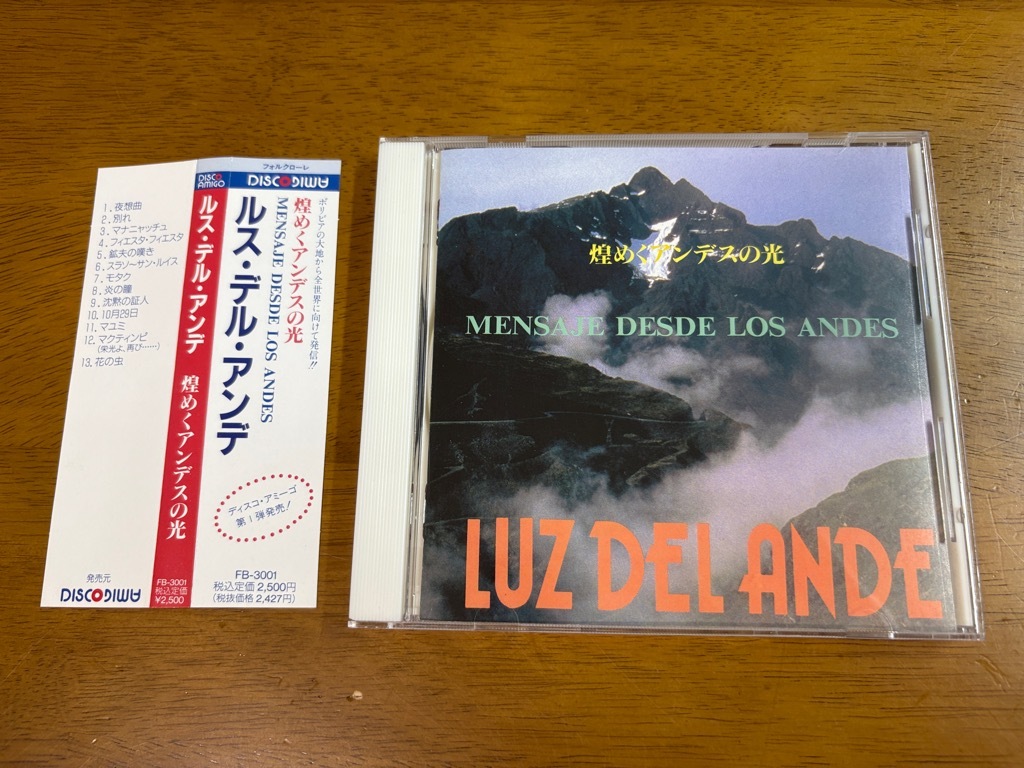 1. 夜想曲
2. 別れ
3. マナニャッチュ
4. フィエスタ・フィエスタ
5. 鉱夫の嘆き
6. スラソーサン・ルイス
7. モタク
8. 炎の瞳
9. 沈黙の証人
10. 10月29日
11. マユミ
12. マクティンピ
(栄光よ、再び……)
13. 花の虫
発売元
DISCO AMIGO
DISCO
AMIGO
ルス・デル・アンデ
煌めくアンデスの光
FB-3001
税込定価
¥2,500
フォルクローレ
DISCO AMIGO
ボリビアの大地から全世界に向けて発信!!
煌めくアンデスの光
MENSAJE DESDE LOS ANDES
ルス・デル・アンデ
ディスコ・アミーゴ
第1弾発売!
FB-3001
税込定価 2,500円
(税抜価格 2,427円)
煌めくアンデスの光
MENSAJE DESDE LOS ANDES
LUZ DEL ANDE